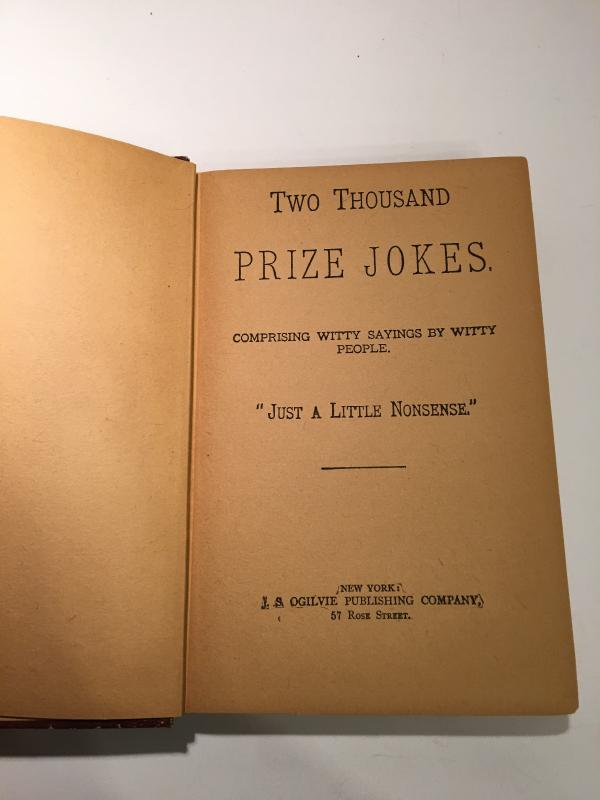 Two Thousand
PRIZE JOKES.
COMPRISING WITTY SAYINGS BY WITTY
PEOPLE.
"Just a Little Nonsense."
NEW YORK:
J. S. OGILVIE PUBLISHING COMPANY,
57 Rose Street.